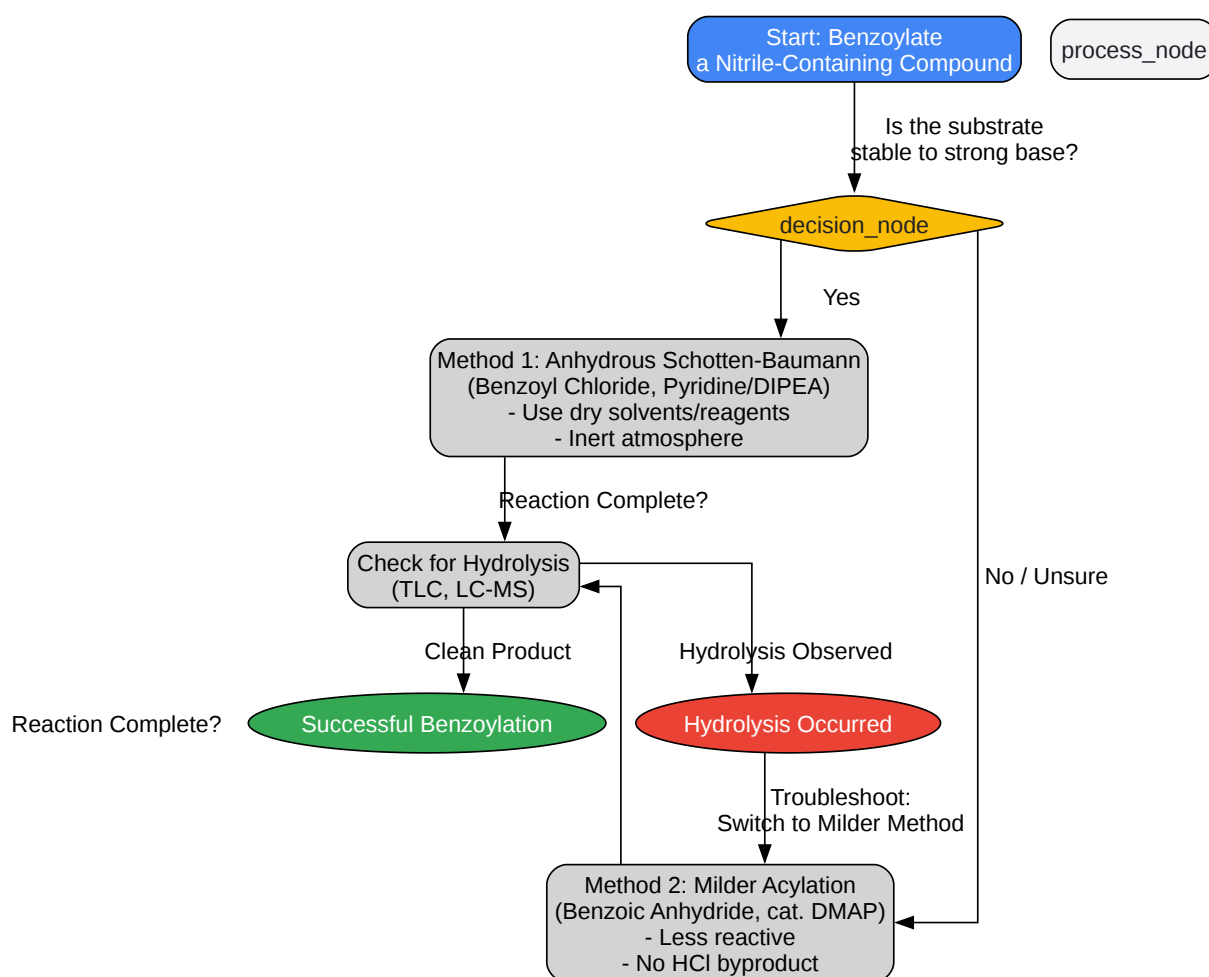 Start: Benzoylate
a Nitrile-Containing Compound
process_node
Is the substrate
stable to strong base?
decision_node
Yes
Method 1: Anhydrous Schotten-Baumann
(Benzoyl Chloride, Pyridine/DIPEA)
- Use dry solvents/reagents
- Inert atmosphere
Reaction Complete?
Check for Hydrolysis
(TLC, LC-MS)
No / Unsure
Clean Product
Hydrolysis Observed
Reaction Complete?
Successful Benzoylation
Hydrolysis Occurred
Troubleshoot:
Switch to Milder Method
Method 2: Milder Acylation
(Benzoic Anhydride, cat. DMAP)
- Less reactive
- No HCl byproduct